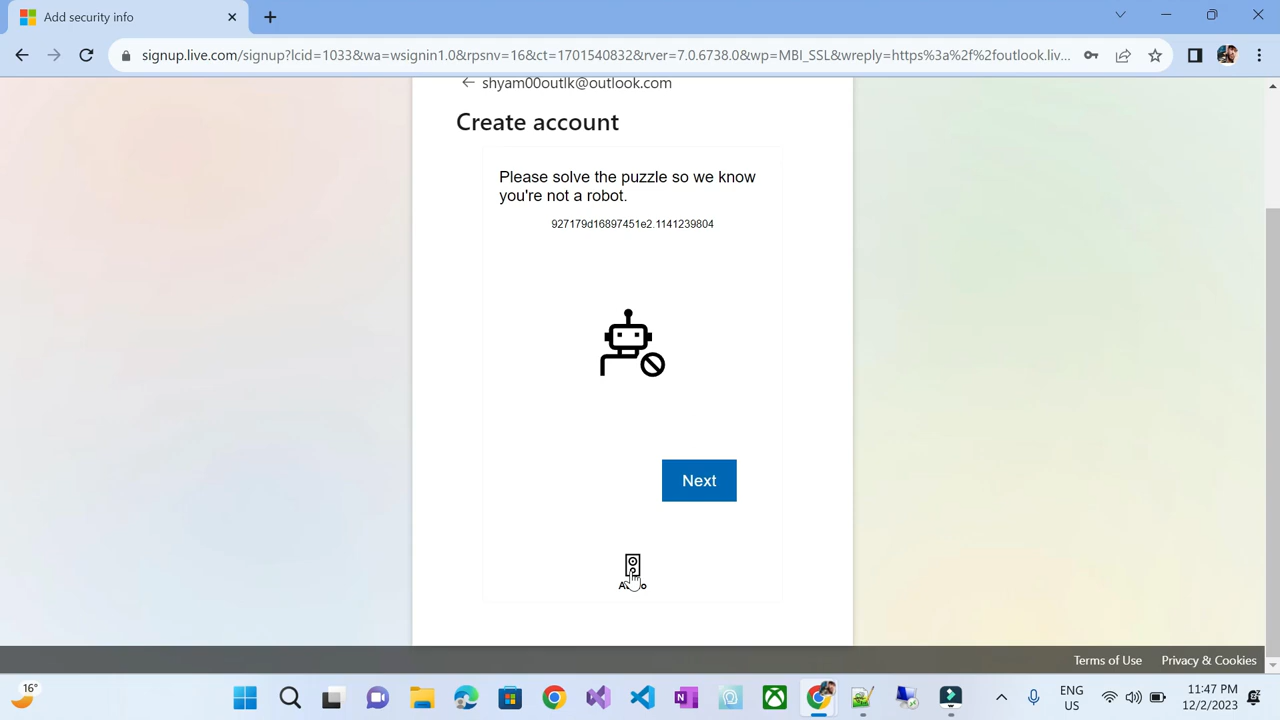 Add security info
signup.live.com/signup?lcid=1033&wa=wsignin1.0&rpsnv=16&ct=1701540832&rver=7.0.6738.0&wp=MBI_SSL&wreply=https%3a%2f%2foutlook.liv...
shyam00outlk@outlook.com
Create account
Please solve the puzzle so we know
you're not a robot.
927179d16897451e2.1141239804
Next
Terms of Use Privacy & Cookies
16°
ENG
US
11:47 PM
12/2/2023